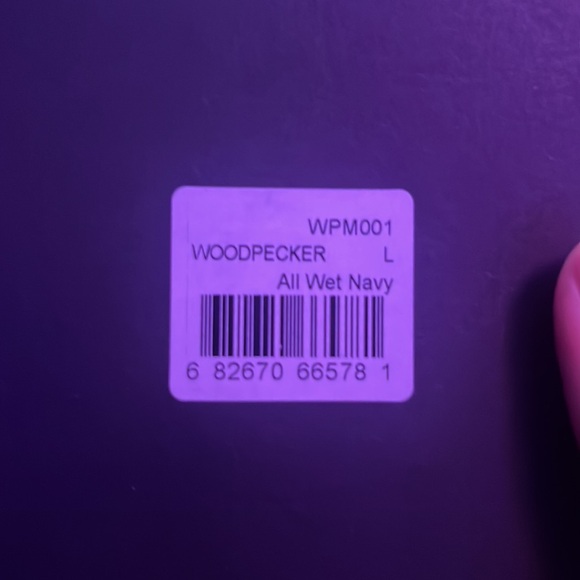 WPM001
WOODPECKER L
All Wet Navy
6 82670 66578 1